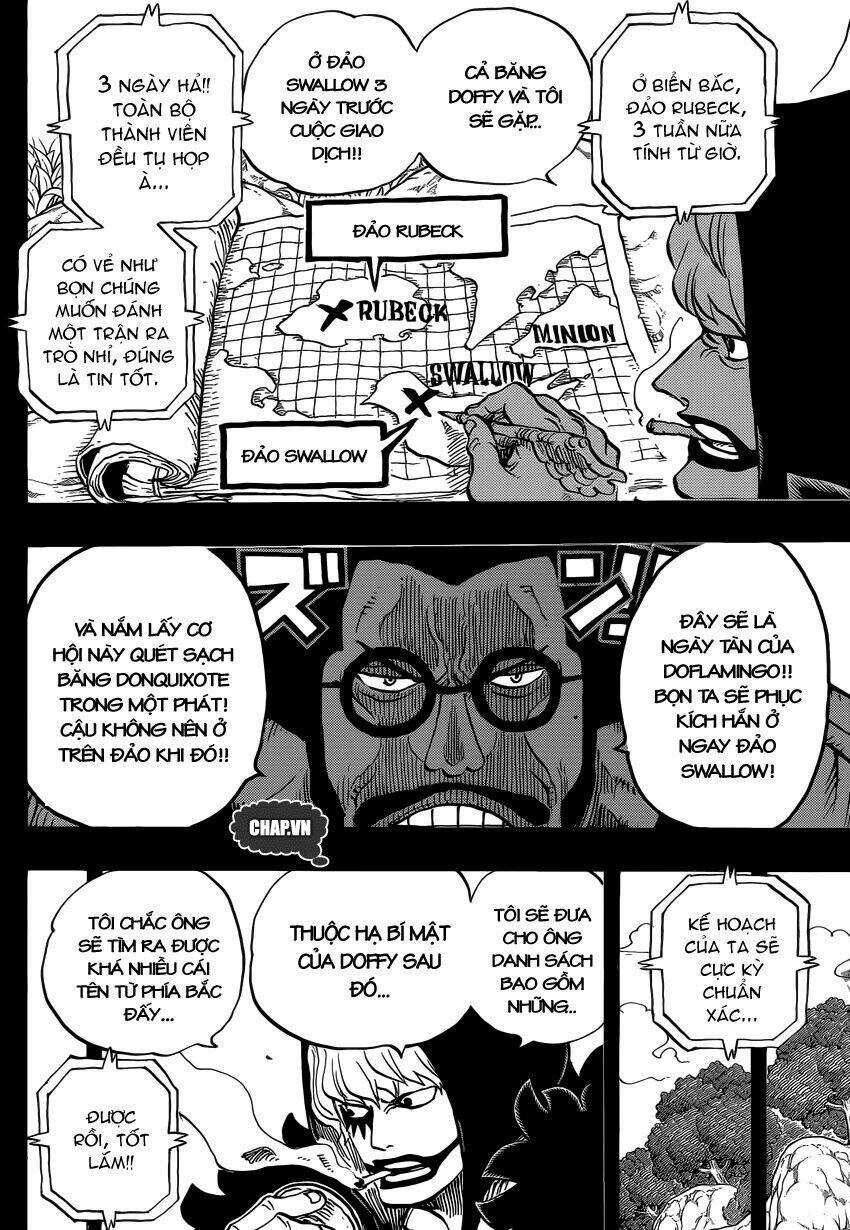 Ở BIỂN BẮC,
ĐẢO RUBECK,
3 TUẦN NỮA
TÍNH TỪ GIỜ.
CẢ BĂNG
DOFFY VÀ TÔI
SẼ GẶP...
Ở ĐẢO
SWALLOW 3
NGÀY TRƯỚC
CUỘC GIAO
DỊCH!!
3 NGÀY HẢ!!
TOÀN BỘ
THÀNH VIÊN
ĐỀU TỤ HỌP
À...
CÓ VẺ NHƯ
BỌN CHÚNG
MUỐN ĐÁNH
MỘT TRẬN RA
TRÒ NHỈ, ĐÚNG
LÀ TIN TỐT.
ĐẢO RUBECK
RUBECK
MINION
SWALLOW
ĐẢO SWALLOW
ĐÂY SẼ LÀ
NGÀY TÀN CỦA
DOFLAMINGO!!
BỌN TA SẼ PHỤC
KÍCH HẮN Ở
NGAY ĐẢO
SWALLOW!
ズンッ
VÀ NẮM LẤY CƠ
HỘI NÀY QUÉT SẠCH
BĂNG DONQUIXOTE
TRONG MỘT PHÁT!
CẬU KHÔNG NÊN Ở
TRÊN ĐẢO KHI ĐÓ!!
CHAP.VN
KẾ HOẠCH
CỦA TA SẼ
CỰC KỲ
CHUẨN
XÁC...
TÔI SẼ ĐƯA
CHO ÔNG
DANH SÁCH
BAO GỒM
NHỮNG..
THUỘC HẠ BÍ MẬT
CỦA DOFFY SAU
ĐÓ...
TÔI CHẮC ÔNG
SẼ TÌM RA ĐƯỢC
KHÁ NHIỀU CÁI
TÊN TỪ PHÍA BẮC
ĐẤY...
ĐƯỢC
RỒI, TỐT
LẮM!!